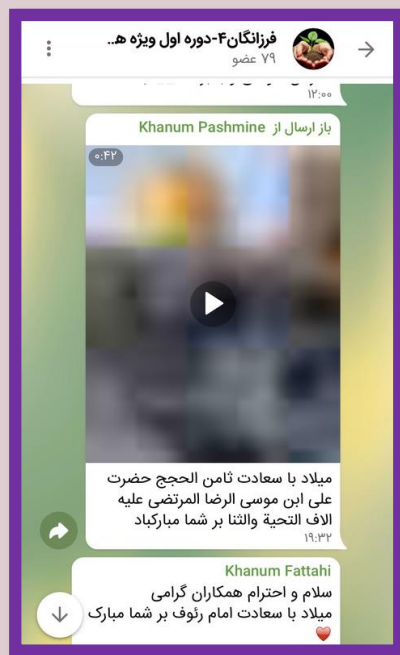 فرزانگان۴-دوره اول ویژه هـ..
۷۹ عضو
۱۲:۰۰
باز ارسال از Khanum Pashmine
۰:۴۲
میلاد با سعادت ثامن الحجج حضرت
علی ابن موسی الرضا المرتضی علیه
الاف التحیة والثنا بر شما مبارکباد
۱۹:۳۲
Khanum Fattahi
سلام و احترام همکاران گرامی
میلاد با سعادت امام رئوف بر شما مبارک